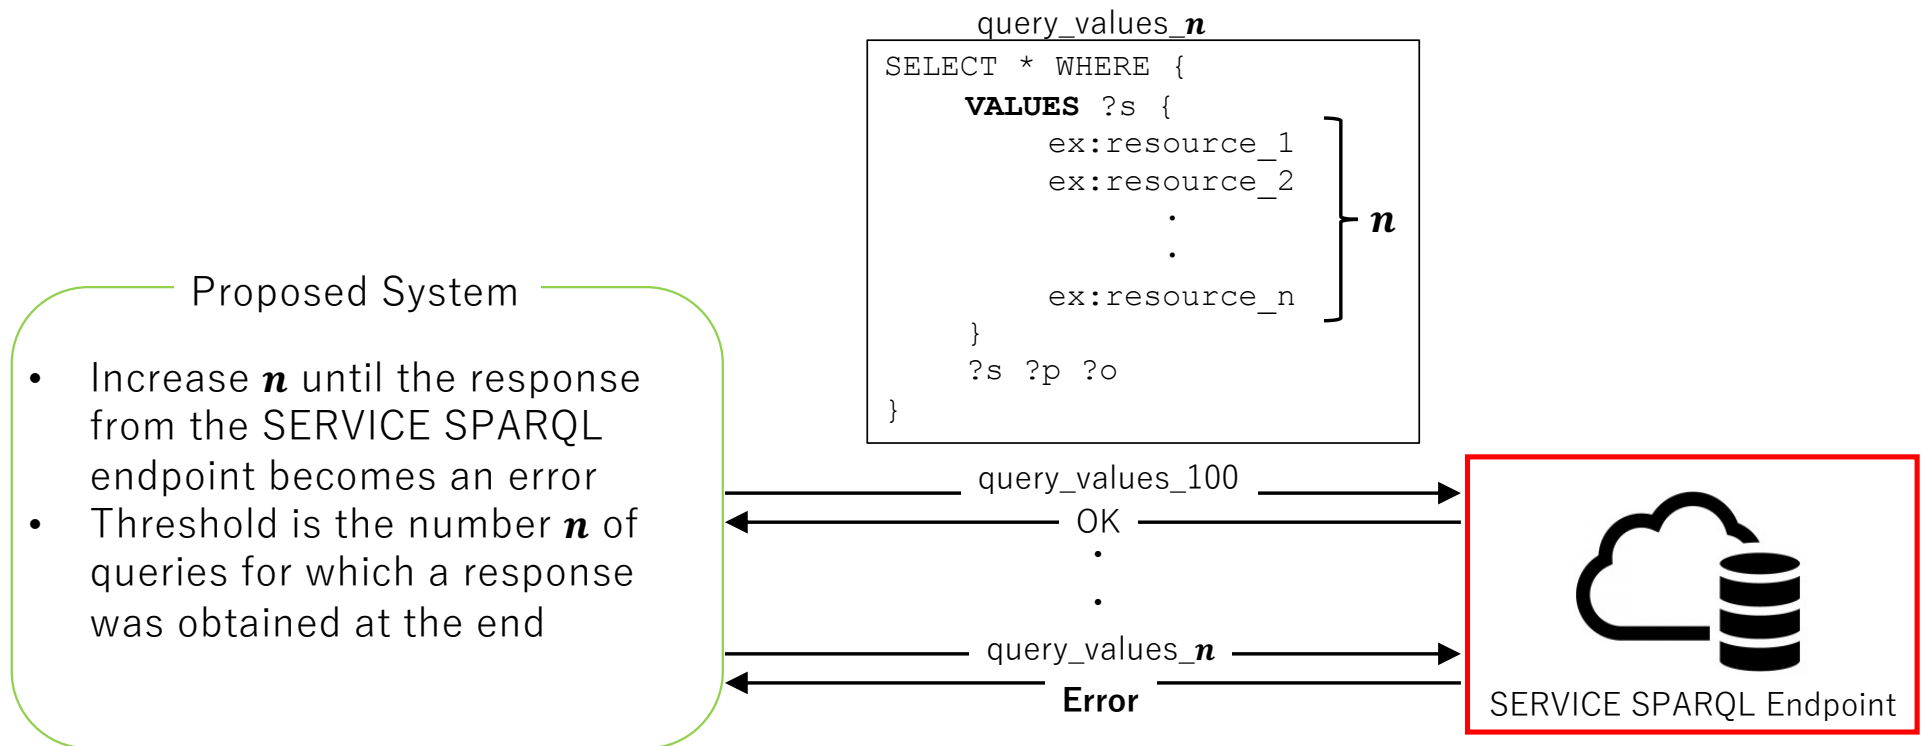 query_values_n
SELECT * WHERE {
VALUES ?s {
ex:resource_1
ex:resource_2
.
.
ex:resource_n
}
?s ?p ?o
}
n
Proposed System
• Increase n until the response
from the SERVICE SPARQL
endpoint becomes an error
• Threshold is the number n of
queries for which a response
was obtained at the end
query_values_100
OK
.
.
query_values_n
Error
SERVICE SPARQL Endpoint